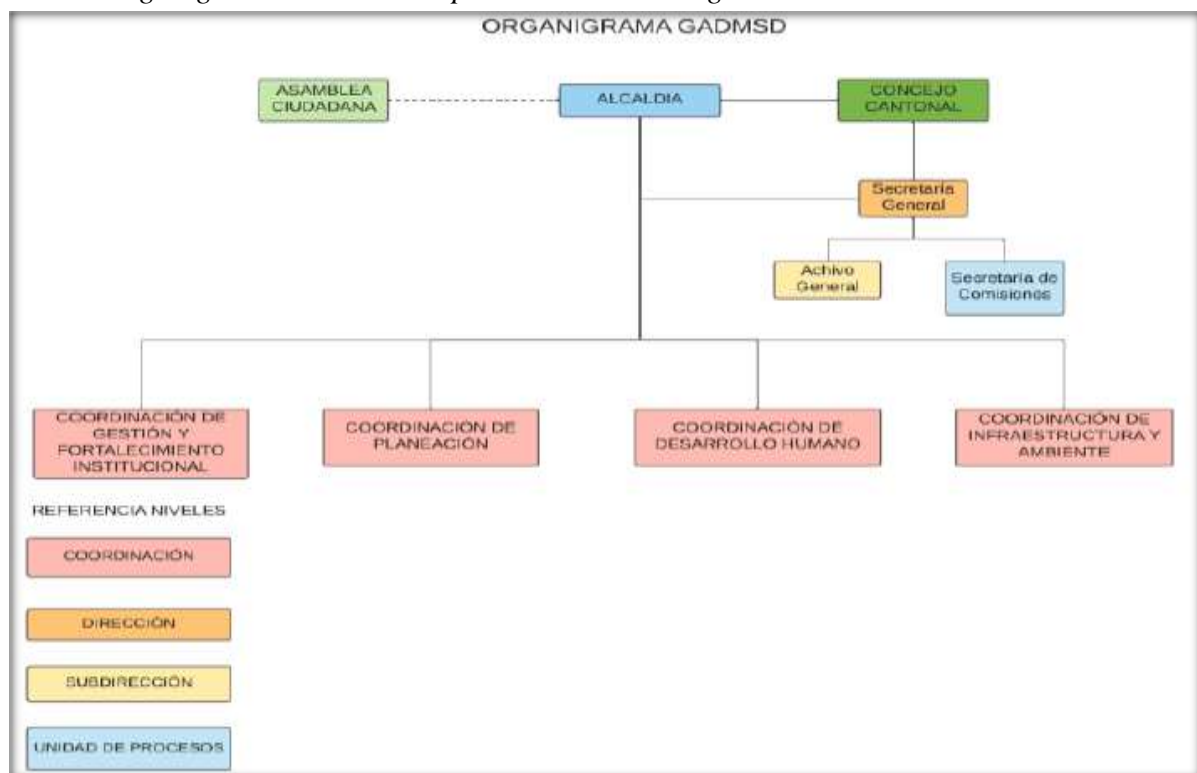 ORGANIGRAMA GADMSD
ASAMBLEA
CIUDADANA
ALCALDIA
CONCEJO
CANTONAL
Secretaría
General
Achivo
General
Secretaria de
Comisiones
COORDINACIÓN DE
GESTIÓN Y
FORTALECIMIENTO
INSTITUCIONAL
COORDINACIÓN DE
PLANEACIÓN
COORDINACIÓN DE
DESARROLLO HUMANO
COORDINACIÓN DE
INFRAESTRUCTURA Y
AMBIENTE
REFERENCIA NIVELES
COORDINACIÓN
DIRECCIÓN
SUBDIRECCIÓN
UNIDAD DE PROCESOS